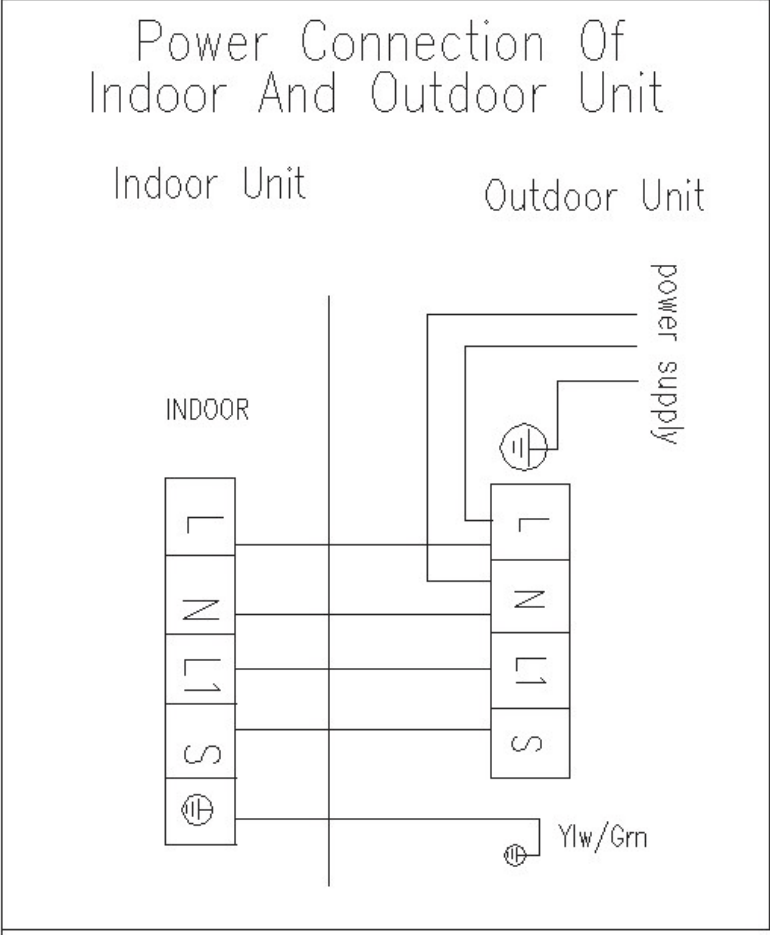 Power Connection Of
Indoor And Outdoor Unit
Indoor Unit
Outdoor Unit
power supply
INDOOR
L
N
L1
S
L
N
L1
S
Ylw/Grn